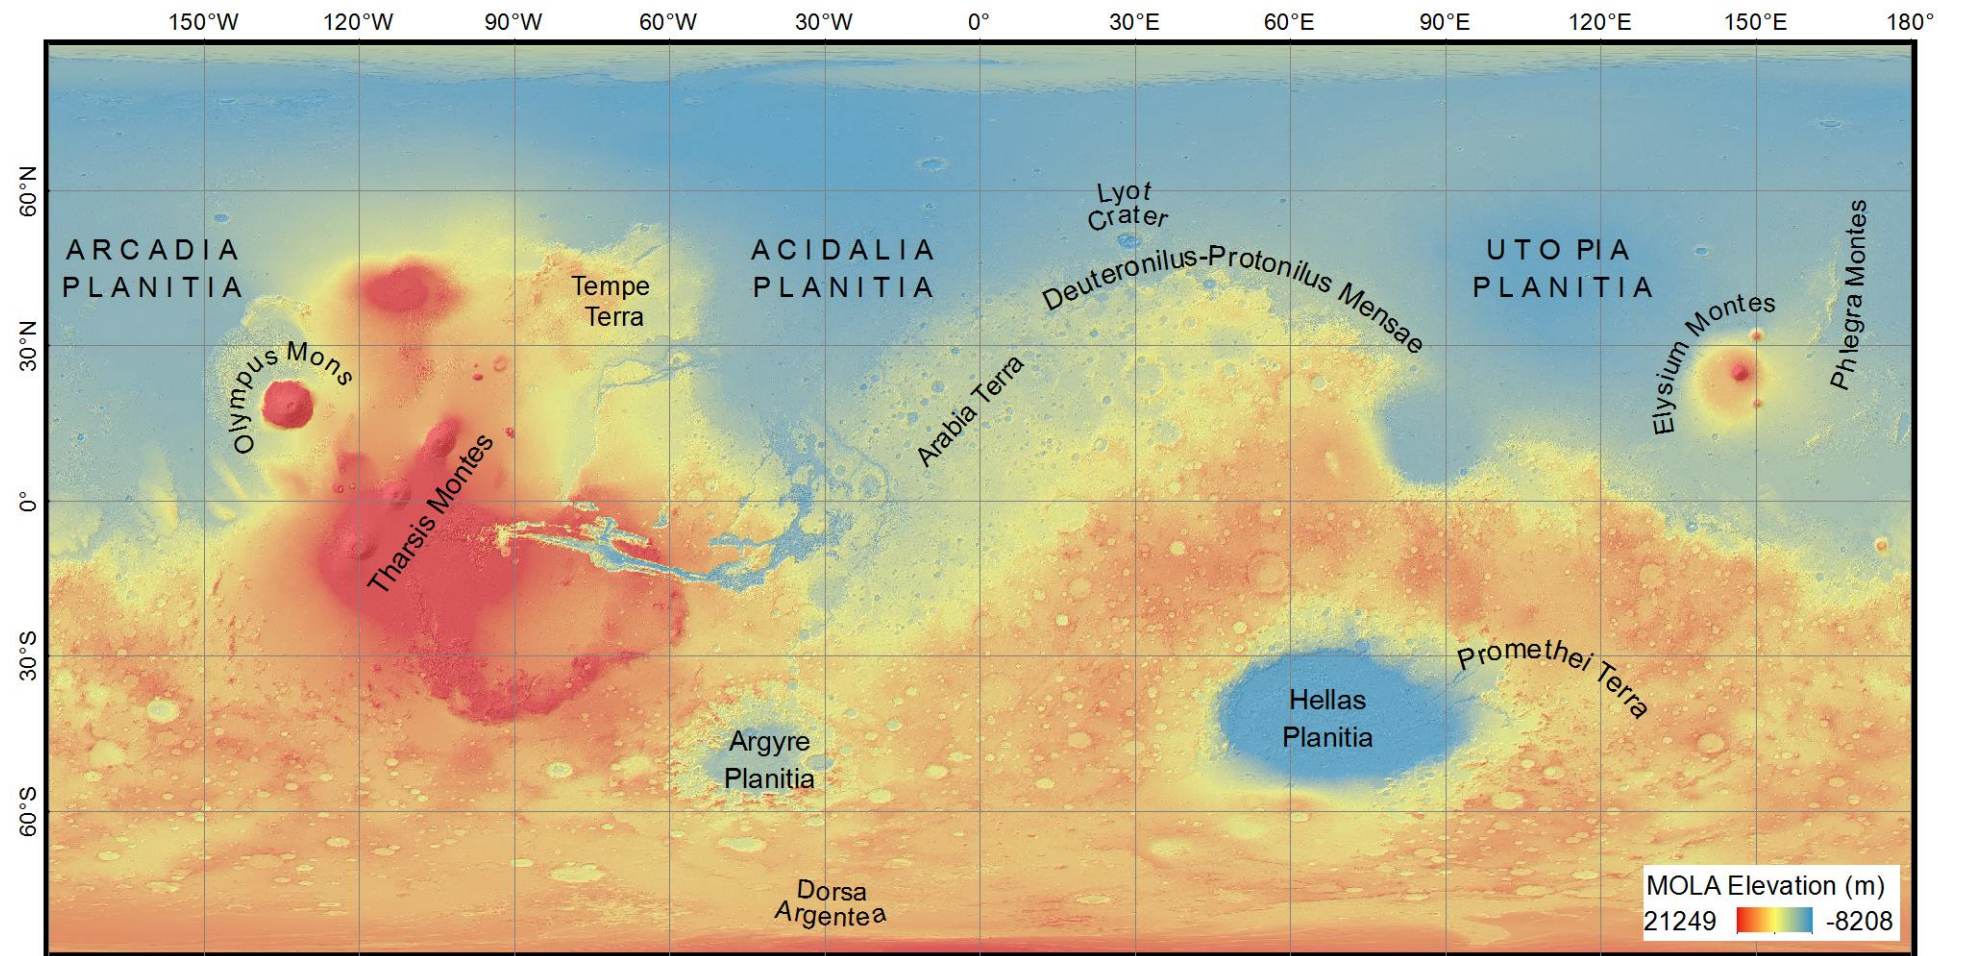 150°W 120°W 90°W 60°W 30°W 0° 30°E 60°E 90°E 120°E 150°E 180°
60°N
30°N
0°
30°S
60°S
ARCADIA
PLANITIA
Olympus Mons
Tharsis Montes
Tempe
Terra
ACIDALIA
PLANITIA
Lyot
Crater
Deuteronilus-Protonilus Mensae
Arabia Terra
UTOPIA
PLANITIA
Elysium Montes
Phlegra Montes
Argyre
Planitia
Hellas
Planitia
Promethei Terra
Dorsa
Argentea
MOLA Elevation (m)
21249 -8208